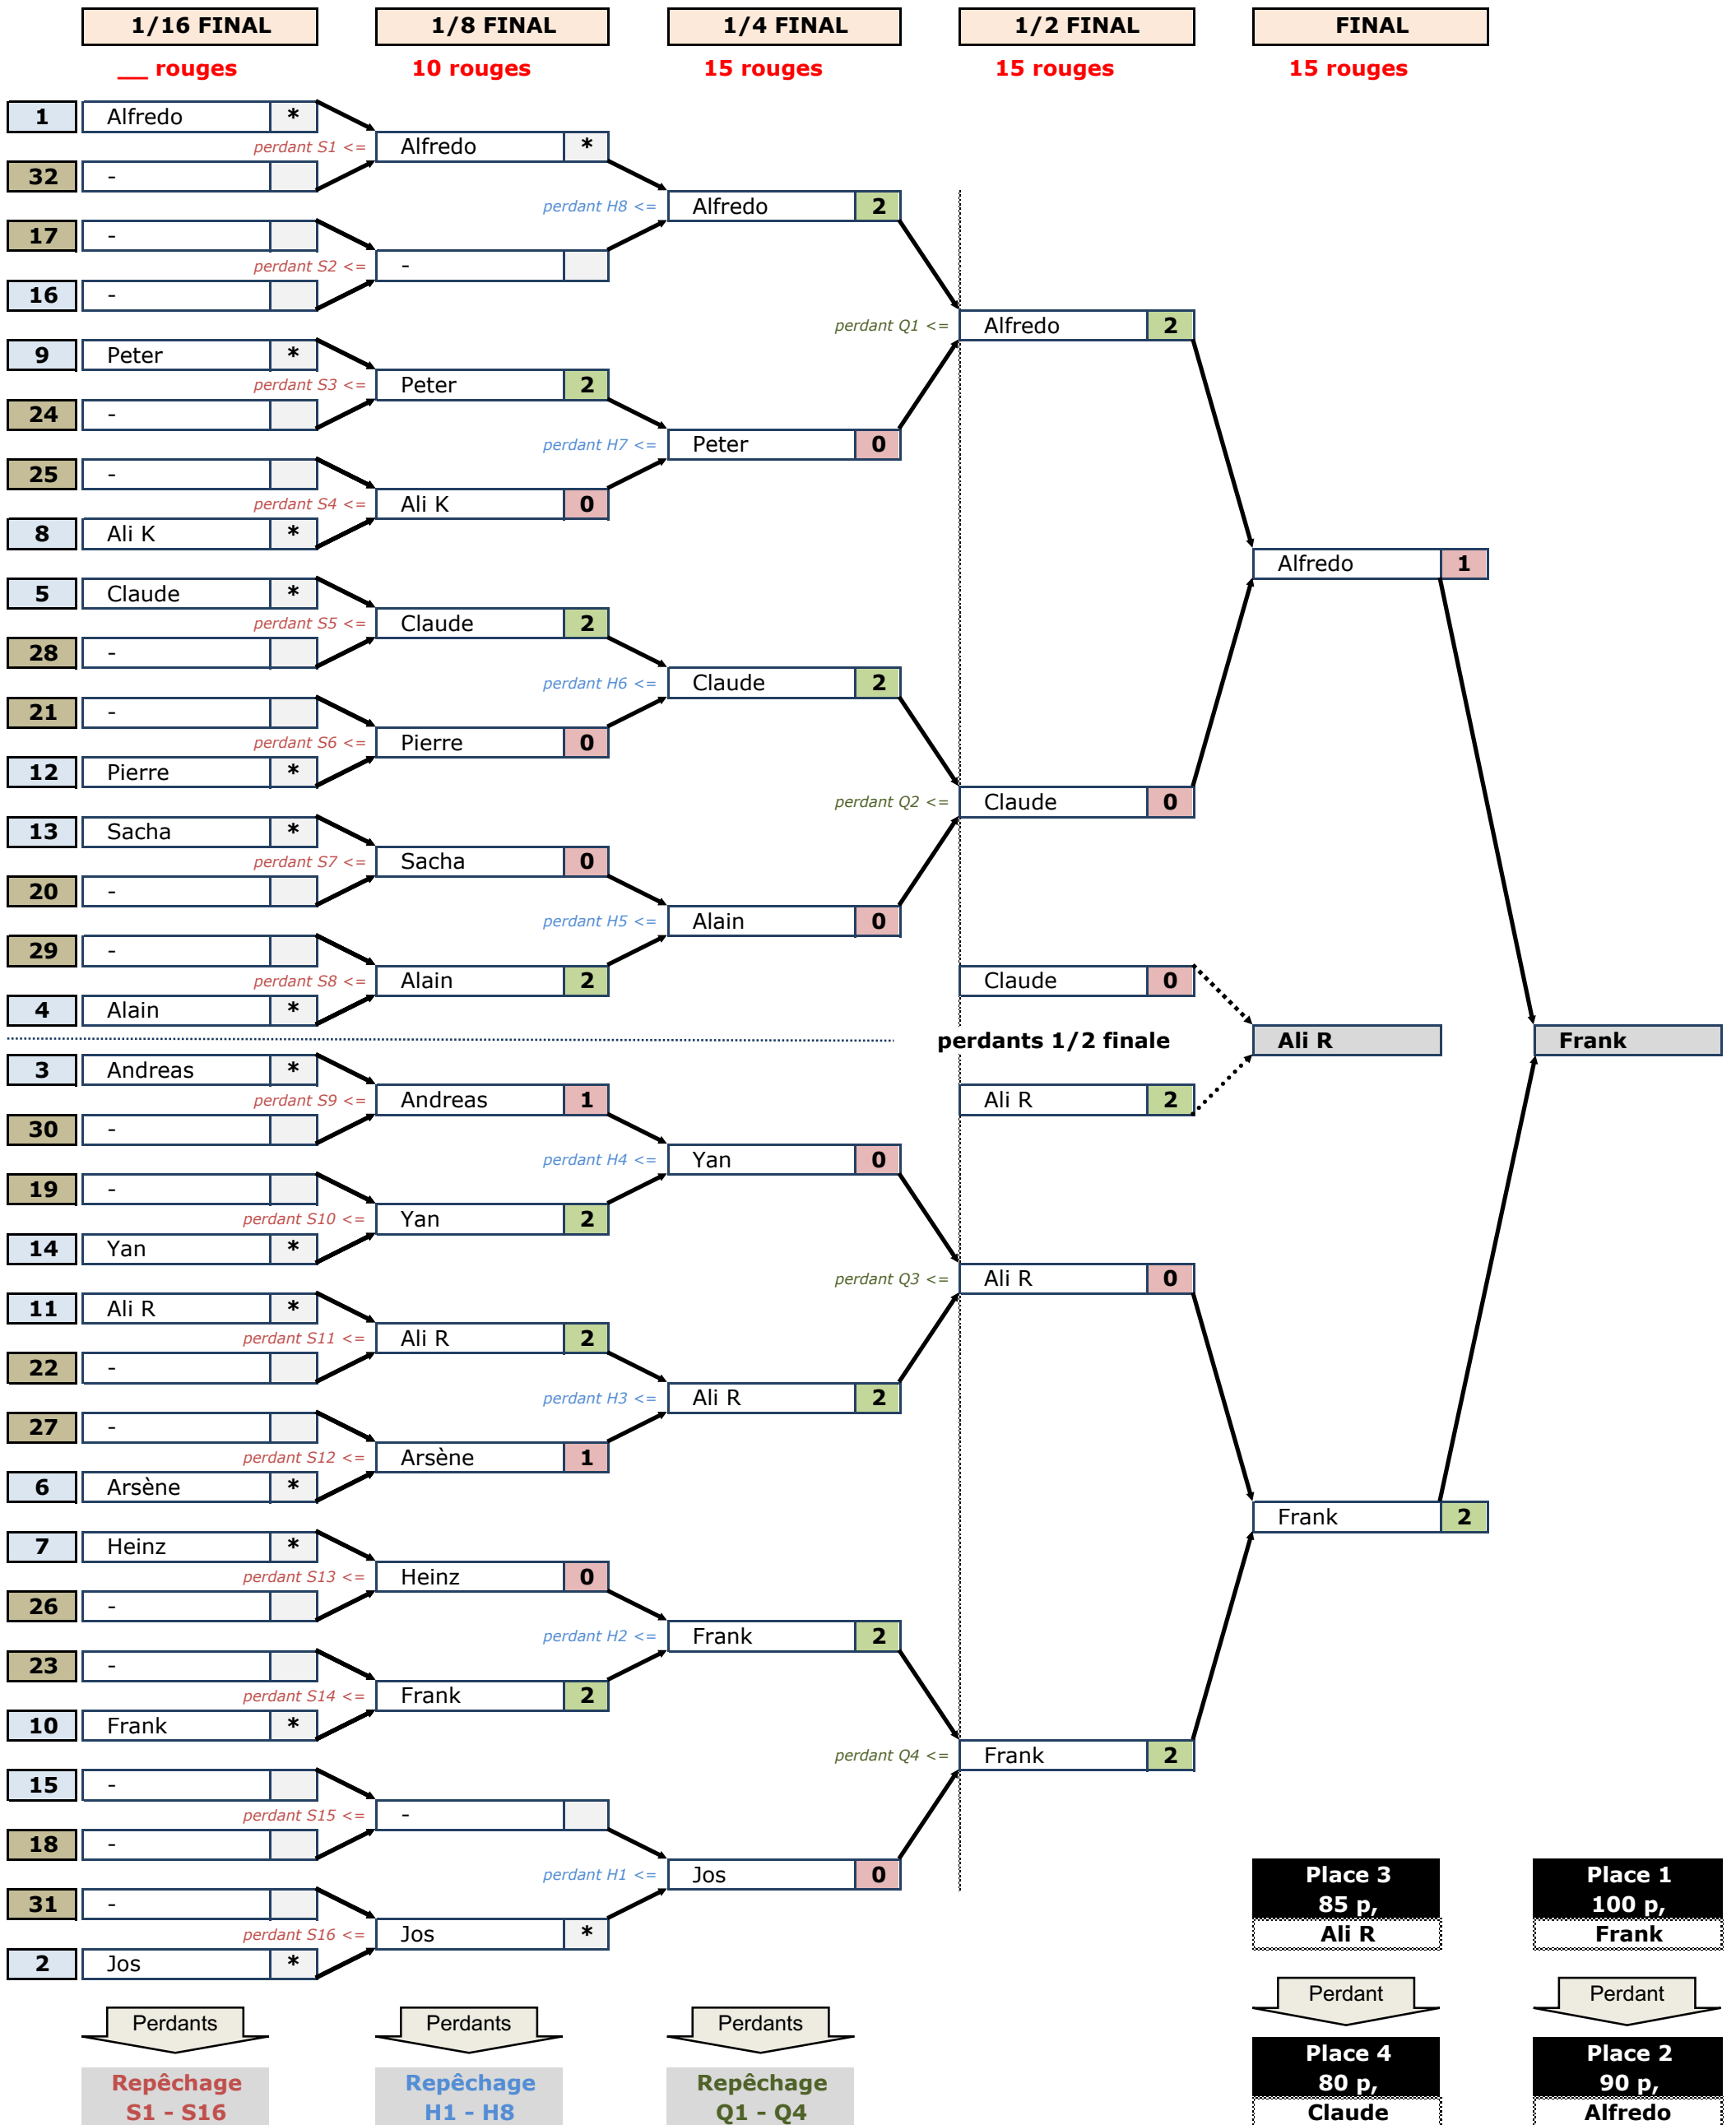 1/16 FINAL 1/8 FINAL 1/4 FINAL 1/2 FINAL FINAL
__ rouges 10 rouges 15 rouges 15 rouges 15 rouges
1 Alfredo *
perdant S1 <= Alfredo *
32 -
perdant H8 <= Alfredo 2
17 -
perdant S2 <= -
16 -
perdant Q1 <= Alfredo 2
9 Peter *
perdant S3 <= Peter 2
24 -
perdant H7 <= Peter 0
25 -
perdant S4 <= Ali K 0
8 Ali K *
Alfredo 1
5 Claude *
perdant S5 <= Claude 2
28 -
perdant H6 <= Claude 2
21 -
perdant S6 <= Pierre 0
12 Pierre *
perdant Q2 <= Claude 0
13 Sacha *
perdant S7 <= Sacha 0
20 -
perdant H5 <= Alain 0
29 -
perdant S8 <= Alain 2 Claude 0
4 Alain *
perdants 1/2 finale Ali R Frank
3 Andreas *
perdant S9 <= Andreas 1 Ali R 2
30 -
perdant H4 <= Yan 0
19 -
perdant S10 <= Yan 2
14 Yan *
perdant Q3 <= Ali R 0
11 Ali R *
perdant S11 <= Ali R 2
22 -
perdant H3 <= Ali R 2
27 -
perdant S12 <= Arsène 1
6 Arsène *
Frank 2
7 Heinz *
perdant S13 <= Heinz 0
26 -
perdant H2 <= Frank 2
23 -
perdant S14 <= Frank 2
10 Frank *
perdant Q4 <= Frank 2
15 -
perdant S15 <= -
18 -
perdant H1 <= Jos 0 Place 3 Place 1
31 - 85 p, 100 p,
perdant S16 <= Jos * Ali R Frank
2 Jos *
Perdant Perdant
Perdants Perdants Perdants
Place 4 Place 2
Repêchage Repêchage Repêchage 80 p, 90 p,
S1 - S16 H1 - H8 Q1 - Q4 Claude Alfredo